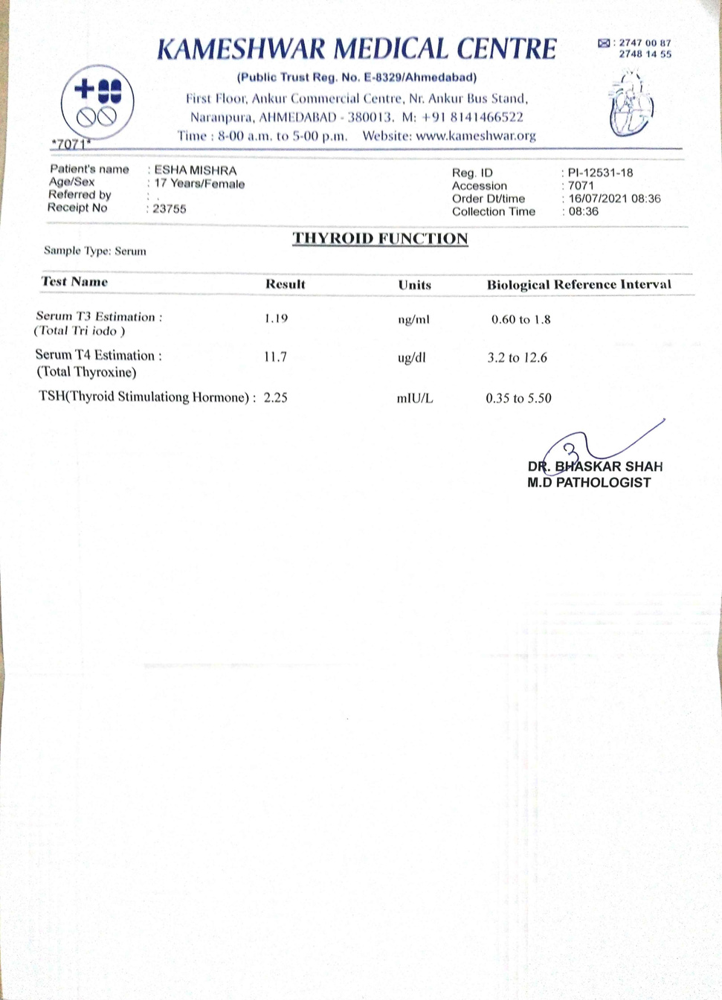 KAMESHWAR MEDICAL CENTRE
: 2747 00 87
2748 14 55
(Public Trust Reg. No. E-8329/Ahmedabad)
First Floor, Ankur Commercial Centre, Nr. Ankur Bus Stand,
Naranpura, AHMEDABAD - 380013. M: +91 8141466522
Time : 8-00 a.m. to 5-00 p.m. Website: www.kameshwar.org
*7071*
Patient's name : ESHA MISHRA
Age/Sex : 17 Years/Female
Referred by : .
Receipt No : 23755
Reg. ID : PI-12531-18
Accession : 7071
Order Dt/time : 16/07/2021 08:36
Collection Time : 08:36
THYROID FUNCTION
Sample Type: Serum
Test Name Result Units Biological Reference Interval
Serum T3 Estimation : 1.19 ng/ml 0.60 to 1.8
(Total Tri iodo )
Serum T4 Estimation : 11.7 ug/dl 3.2 to 12.6
(Total Thyroxine)
TSH(Thyroid Stimulationg Hormone) : 2.25 mIU/L 0.35 to 5.50
DR. BHASKAR SHAH
M.D PATHOLOGIST